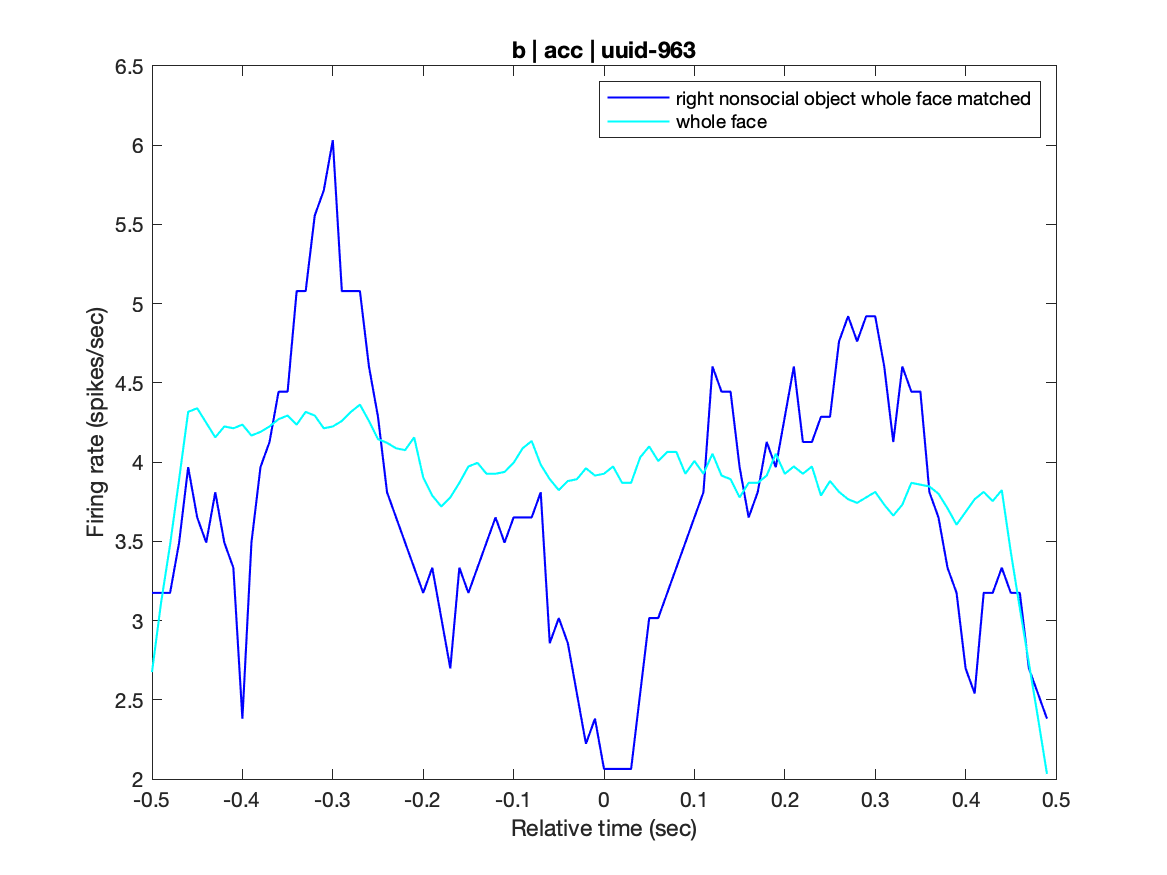 b | acc | uuid-963
right nonsocial object whole face matched
whole face
6.5
6
5.5
5
4.5
4
3.5
3
2.5
2
Firing rate (spikes/sec)
-0.5 -0.4 -0.3 -0.2 -0.1 0 0.1 0.2 0.3 0.4 0.5
Relative time (sec)